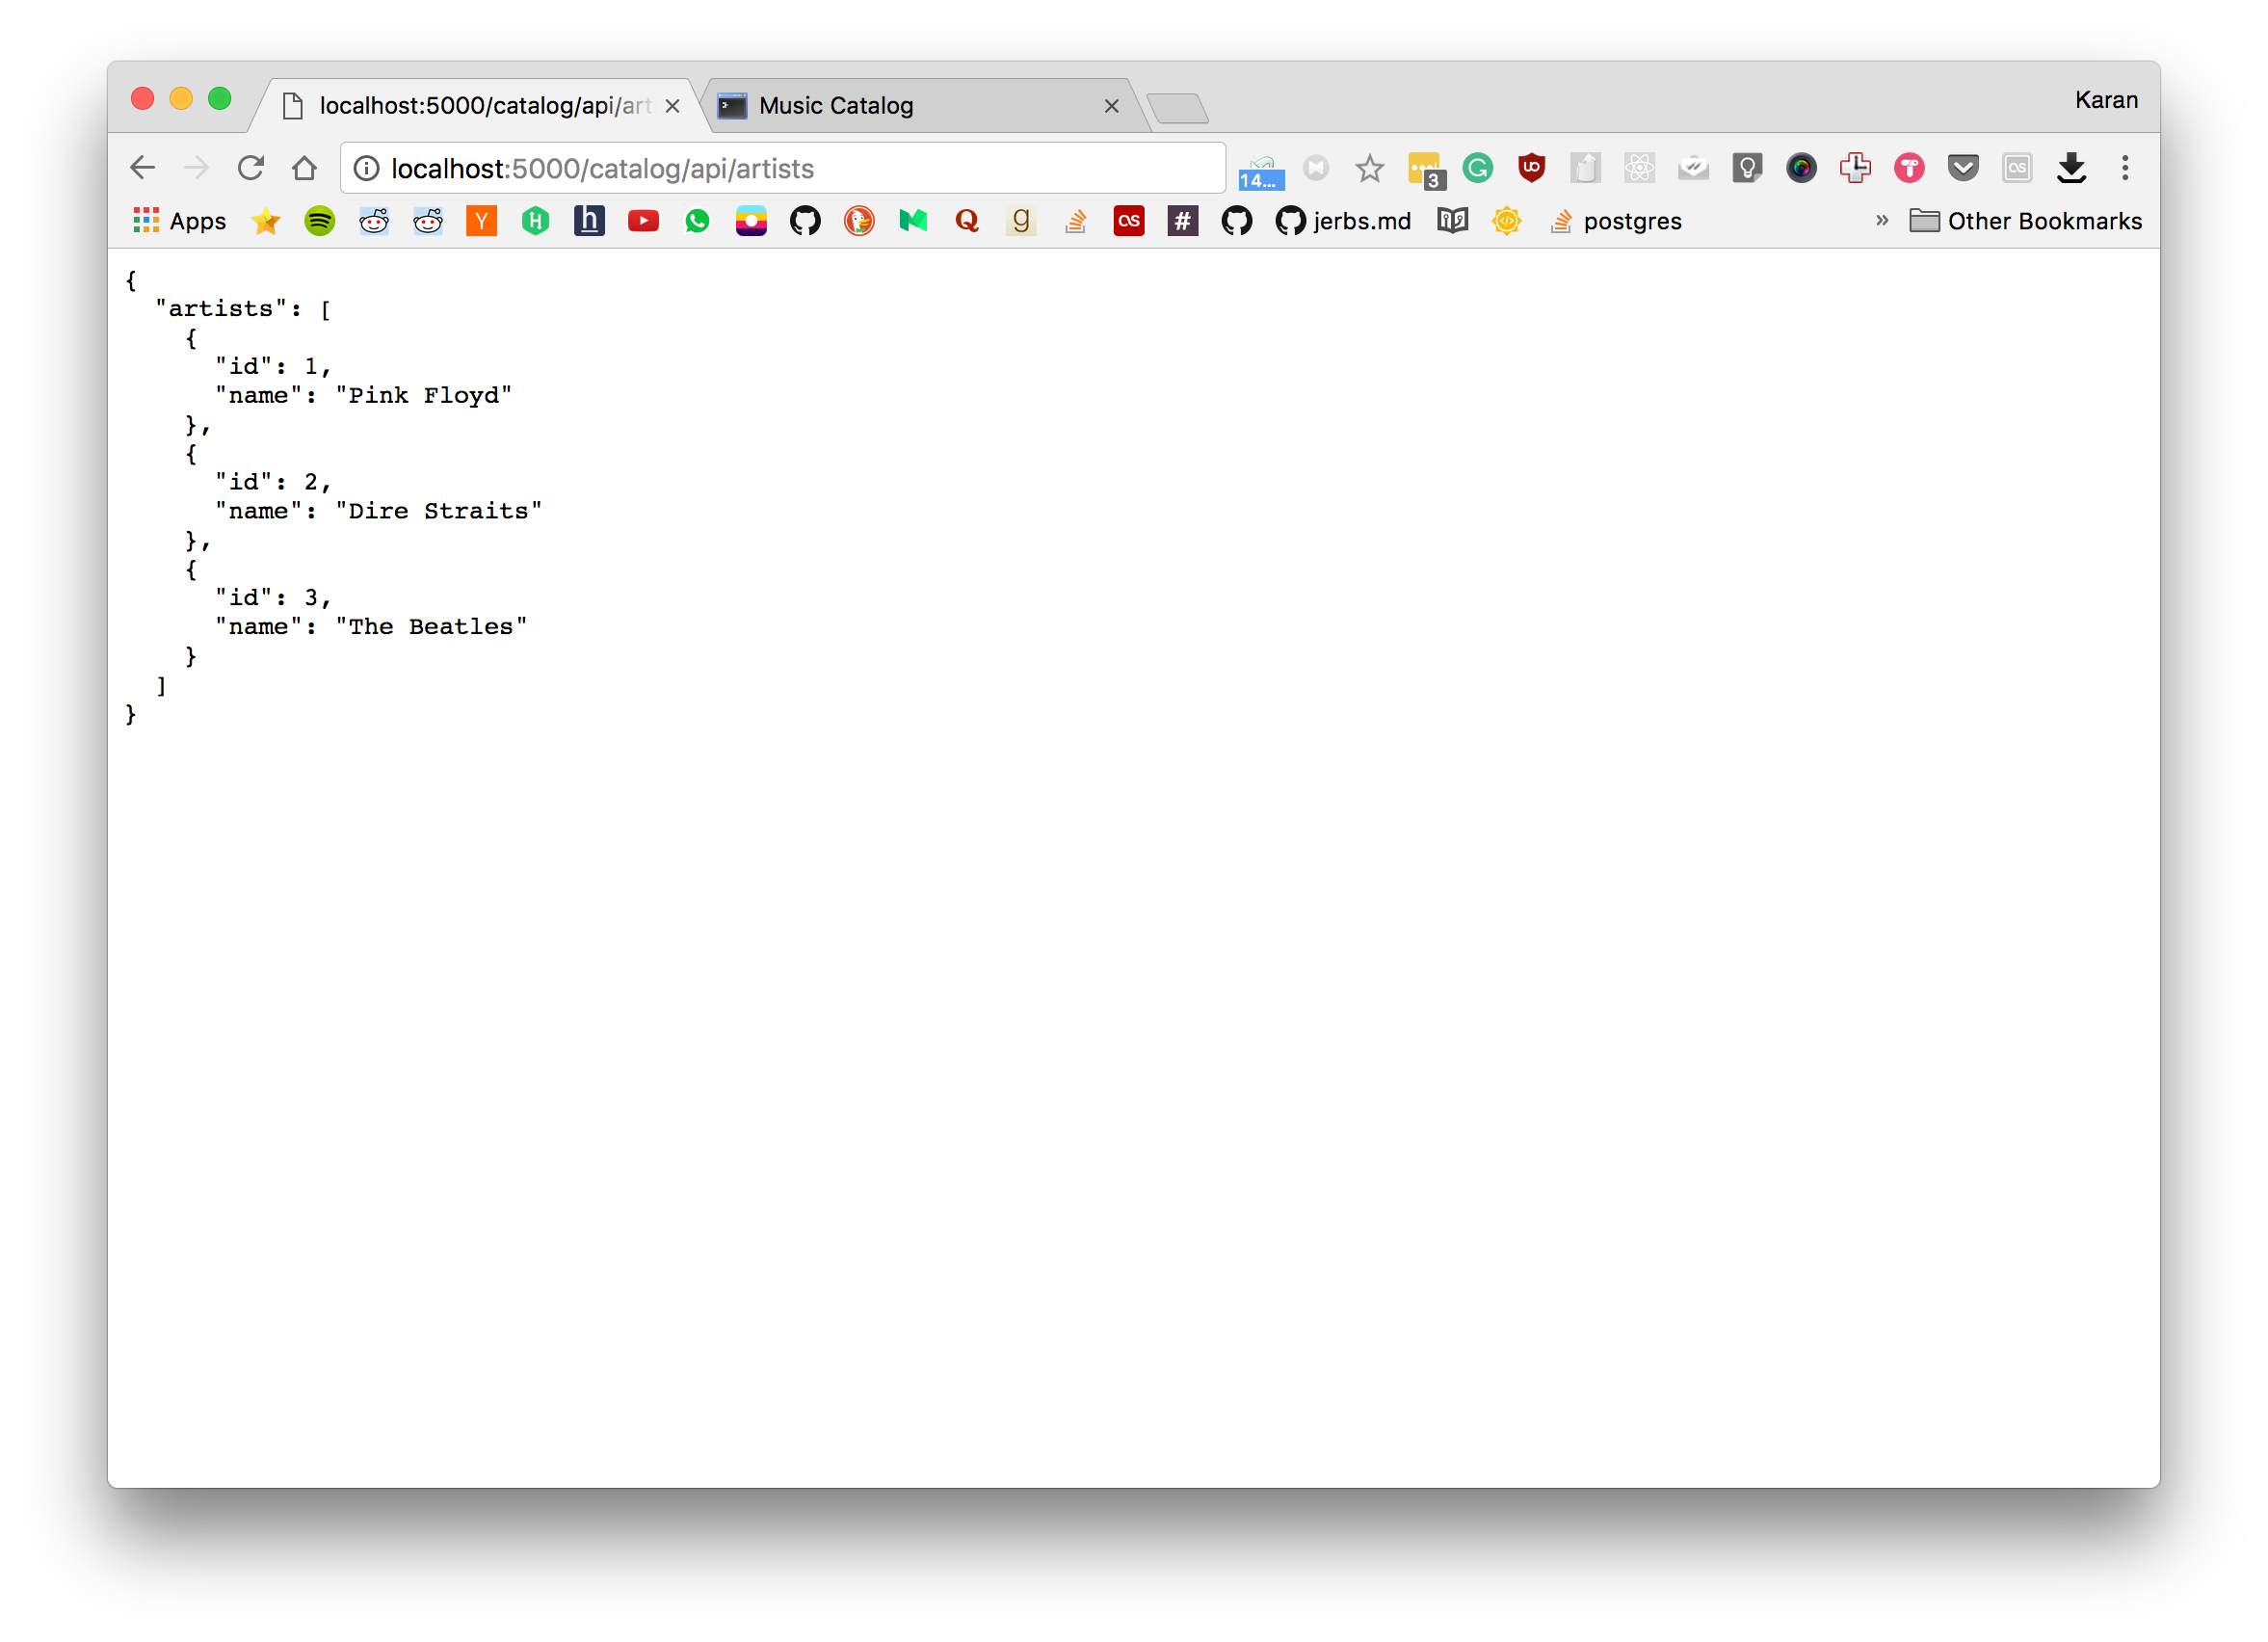 localhost:5000/catalog/api/art
Music Catalog
Karan
localhost:5000/catalog/api/artists
14...
3
Apps
jerbs.md
postgres
» Other Bookmarks
{
"artists": [
{
"id": 1,
"name": "Pink Floyd"
},
{
"id": 2,
"name": "Dire Straits"
},
{
"id": 3,
"name": "The Beatles"
}
]
}